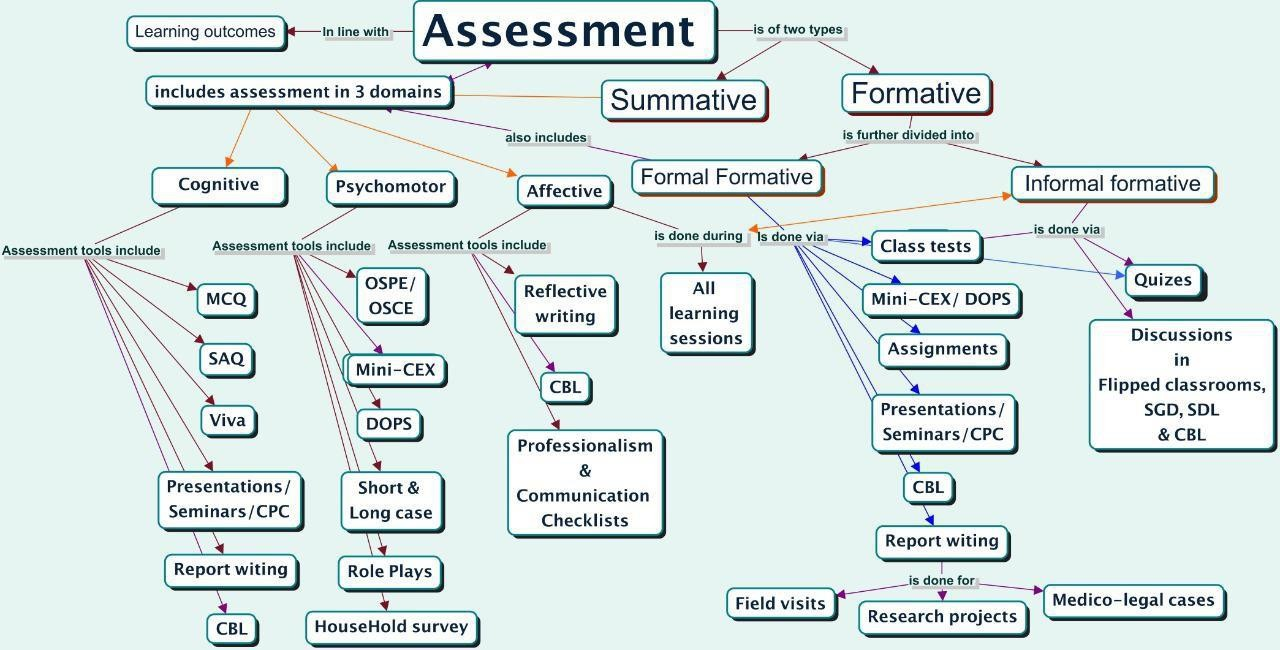 Assessment
Learning outcomes
In line with
is of two types
includes assessment in 3 domains
Summative
Formative
also includes
is further divided into
Cognitive
Psychomotor
Affective
Formal Formative
Informal formative
Assessment tools include
Assessment tools include
Assessment tools include
is done during
Is done via
is done via
MCQ
SAQ
Viva
Presentations/
Seminars/CPC
Report witing
CBL
OSPE/
OSCE
Mini-CEX
DOPS
Short &
Long case
Role Plays
HouseHold survey
Reflective
writing
CBL
Professionalism
&
Communication
Checklists
All
learning
sessions
Class tests
Mini-CEX/ DOPS
Assignments
Presentations/
Seminars/CPC
CBL
Report witing
is done for
Field visits
Research projects
Medico-legal cases
Quizes
Discussions
in
Flipped classrooms,
SGD, SDL
& CBL